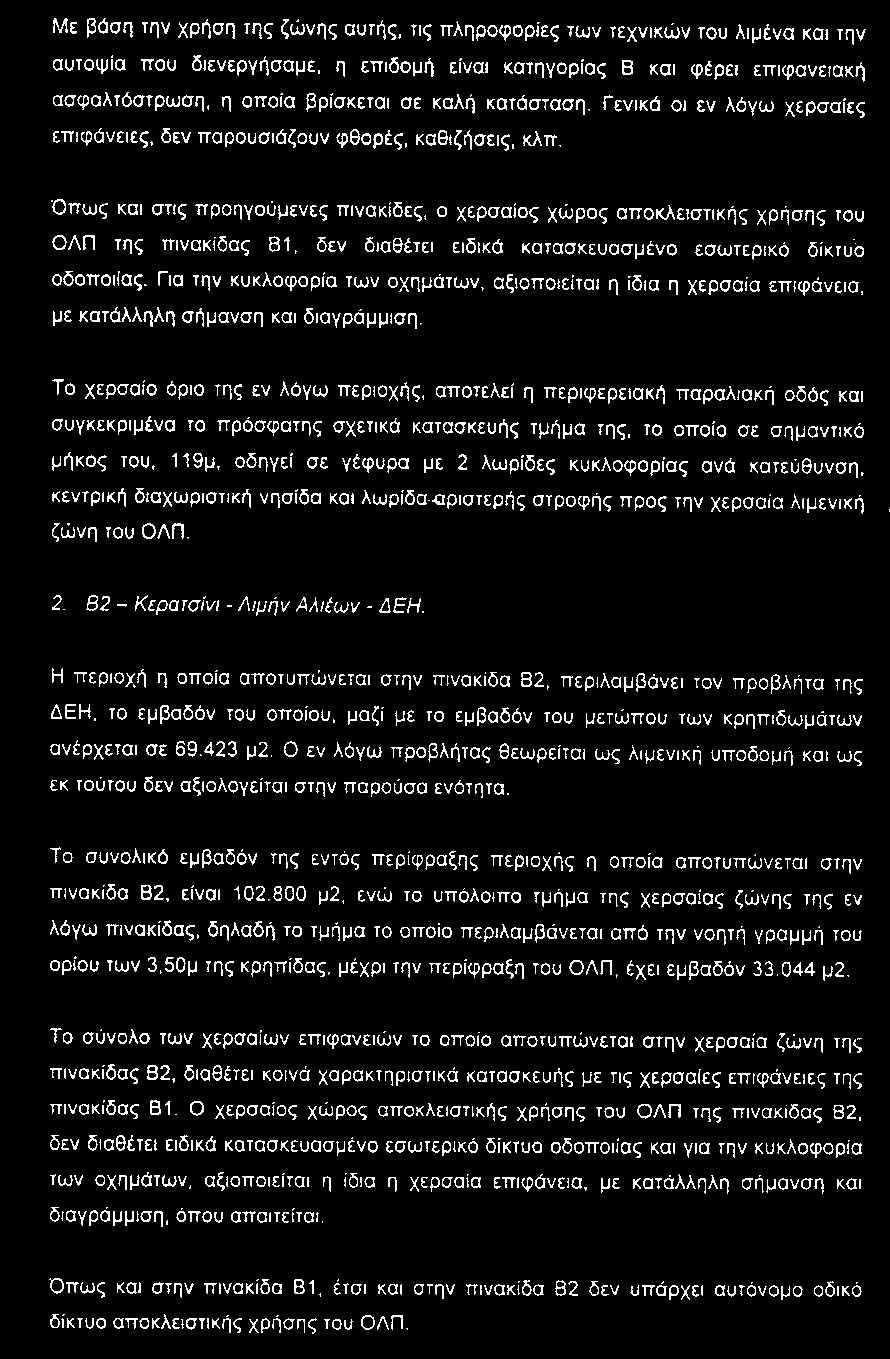 Με βάση την χρήση της ζώνης αυτής, τις πληροφορίες των τεχνικών του λιμένα και την
αυτοψία που διενεργήσαμε, η επιδομή είναι κατηγορίας Β και φέρει επιφανειακή
ασφαλτόστρωση, η οποία βρίσκεται σε καλή κατάσταση. Γενικά οι εν λόγω χερσαίες
επιφάνειες, δεν παρουσιάζουν φθορές, καθιζήσεις, κλπ.
Όπως και στις προηγούμενες πινακίδες, ο χερσαίος χώρος αποκλειστικής χρήσης του
ΟΛΠ της πινακίδας Β1, δεν διαθέτει ειδικά κατασκευασμένο εσωτερικό δίκτυο
οδοποιίας. Για την κυκλοφορία των οχημάτων, αξιοποιείται η ίδια η χερσαία επιφάνεια,
με κατάλληλη σήμανση και διαγράμμιση.
Το χερσαίο όριο της εν λόγω περιοχής, αποτελεί η περιφερειακή παραλιακή οδός και
συγκεκριμένα το πρόσφατης σχετικά κατασκευής τμήμα της, το οποίο σε σημαντικό
μήκος του, 119μ, οδηγεί σε γέφυρα με 2 λωρίδες κυκλοφορίας ανά κατεύθυνση,
κεντρική διαχωριστική νησίδα και λωρίδα αριστερής στροφής προς την χερσαία λιμενική
ζώνη του ΟΛΠ.
2. Β2 – Κερατσίνι - Λιμήν Αλιέων - ΔΕΗ.
Η περιοχή η οποία αποτυπώνεται στην πινακίδα Β2, περιλαμβάνει τον προβλήτα της
ΔΕΗ, το εμβαδόν του οποίου, μαζί με το εμβαδόν του μετώπου των κρηπιδωμάτων
ανέρχεται σε 69.423 μ2. Ο εν λόγω προβλήτας θεωρείται ως λιμενική υποδομή και ως
εκ τούτου δεν αξιολογείται στην παρούσα ενότητα.
Το συνολικό εμβαδόν της εντός περίφραξης περιοχής η οποία αποτυπώνεται στην
πινακίδα Β2, είναι 102.800 μ2, ενώ το υπόλοιπο τμήμα της χερσαίας ζώνης της εν
λόγω πινακίδας, δηλαδή το τμήμα το οποίο περιλαμβάνεται από την νοητή γραμμή του
ορίου των 3,50μ της κρηπίδας, μέχρι την περίφραξη του ΟΛΠ, έχει εμβαδόν 33.044 μ2.
Το σύνολο των χερσαίων επιφανειών το οποίο αποτυπώνεται στην χερσαία ζώνη της
πινακίδας Β2, διαθέτει κοινά χαρακτηριστικά κατασκευής με τις χερσαίες επιφάνειες της
πινακίδας Β1. Ο χερσαίος χώρος αποκλειστικής χρήσης του ΟΛΠ της πινακίδας Β2,
δεν διαθέτει ειδικά κατασκευασμένο εσωτερικό δίκτυο οδοποιίας και για την κυκλοφορία
των οχημάτων, αξιοποιείται η ίδια η χερσαία επιφάνεια, με κατάλληλη σήμανση και
διαγράμμιση, όπου απαιτείται.
Όπως και στην πινακίδα Β1, έτσι και στην πινακίδα Β2 δεν υπάρχει αυτόνομο οδικό
δίκτυο αποκλειστικής χρήσης του ΟΛΠ.